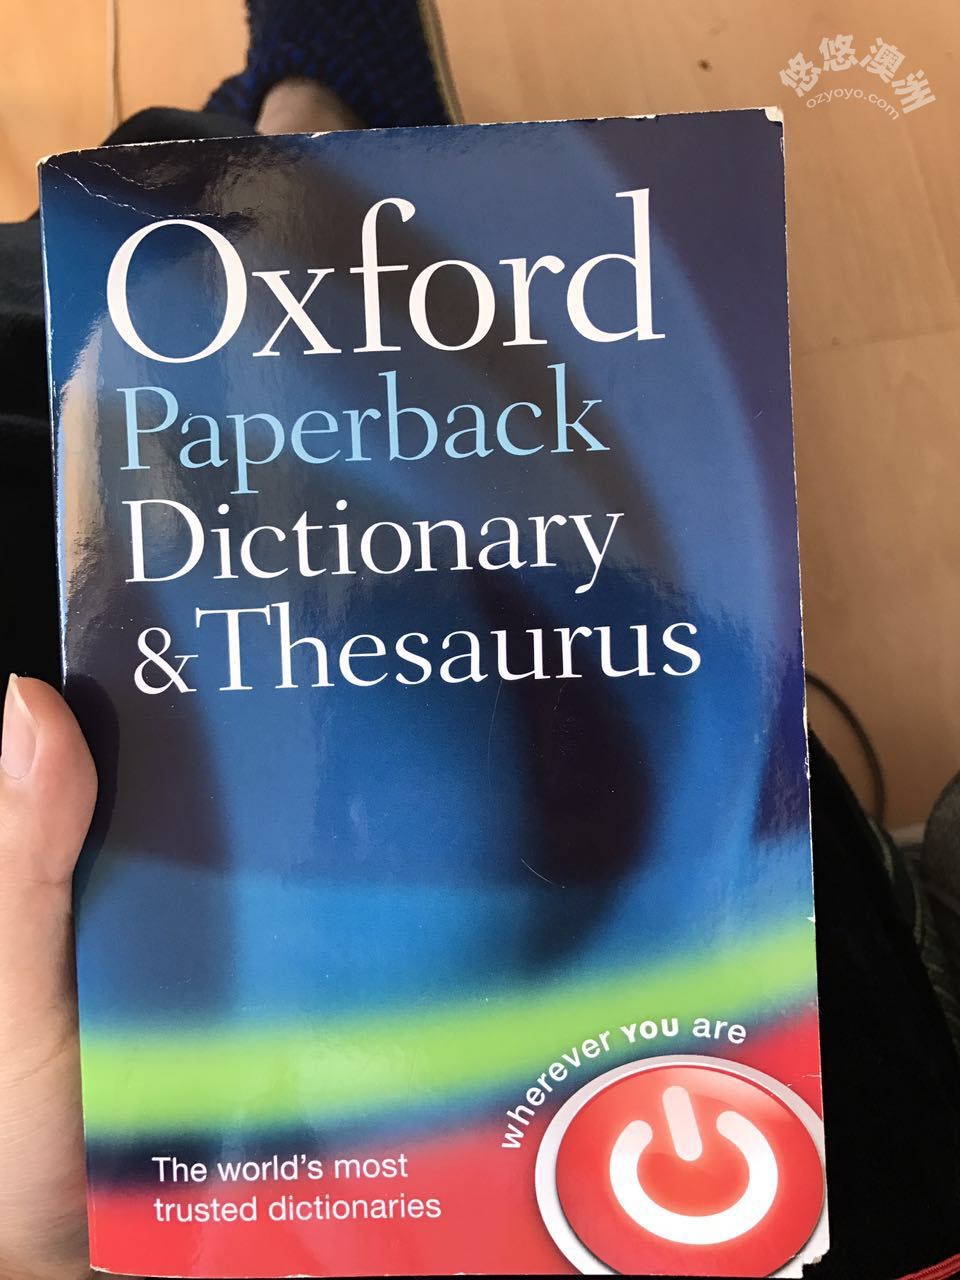 悠悠澳洲
ozyoyo.com
Oxford
Paperback
Dictionary
& Thesaurus
wherever YOU are
The world's most
trusted dictionaries